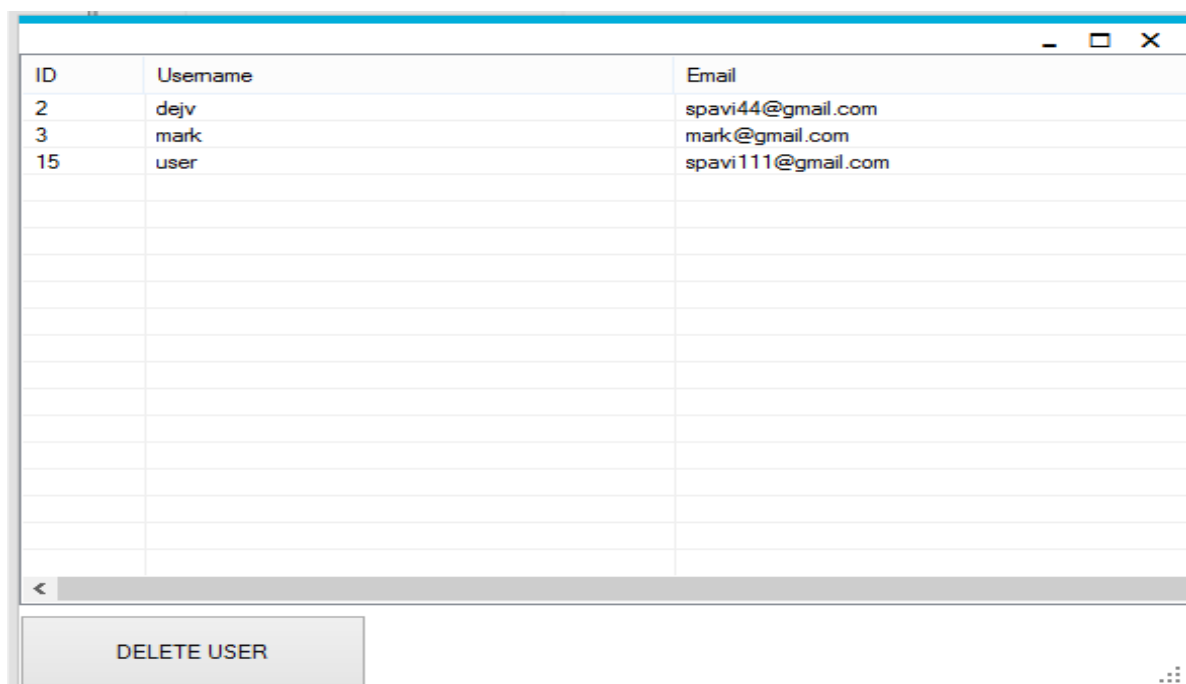 ID Username Email
2 dejv spavi44@gmail.com
3 mark mark@gmail.com
15 user spavi111@gmail.com
DELETE USER